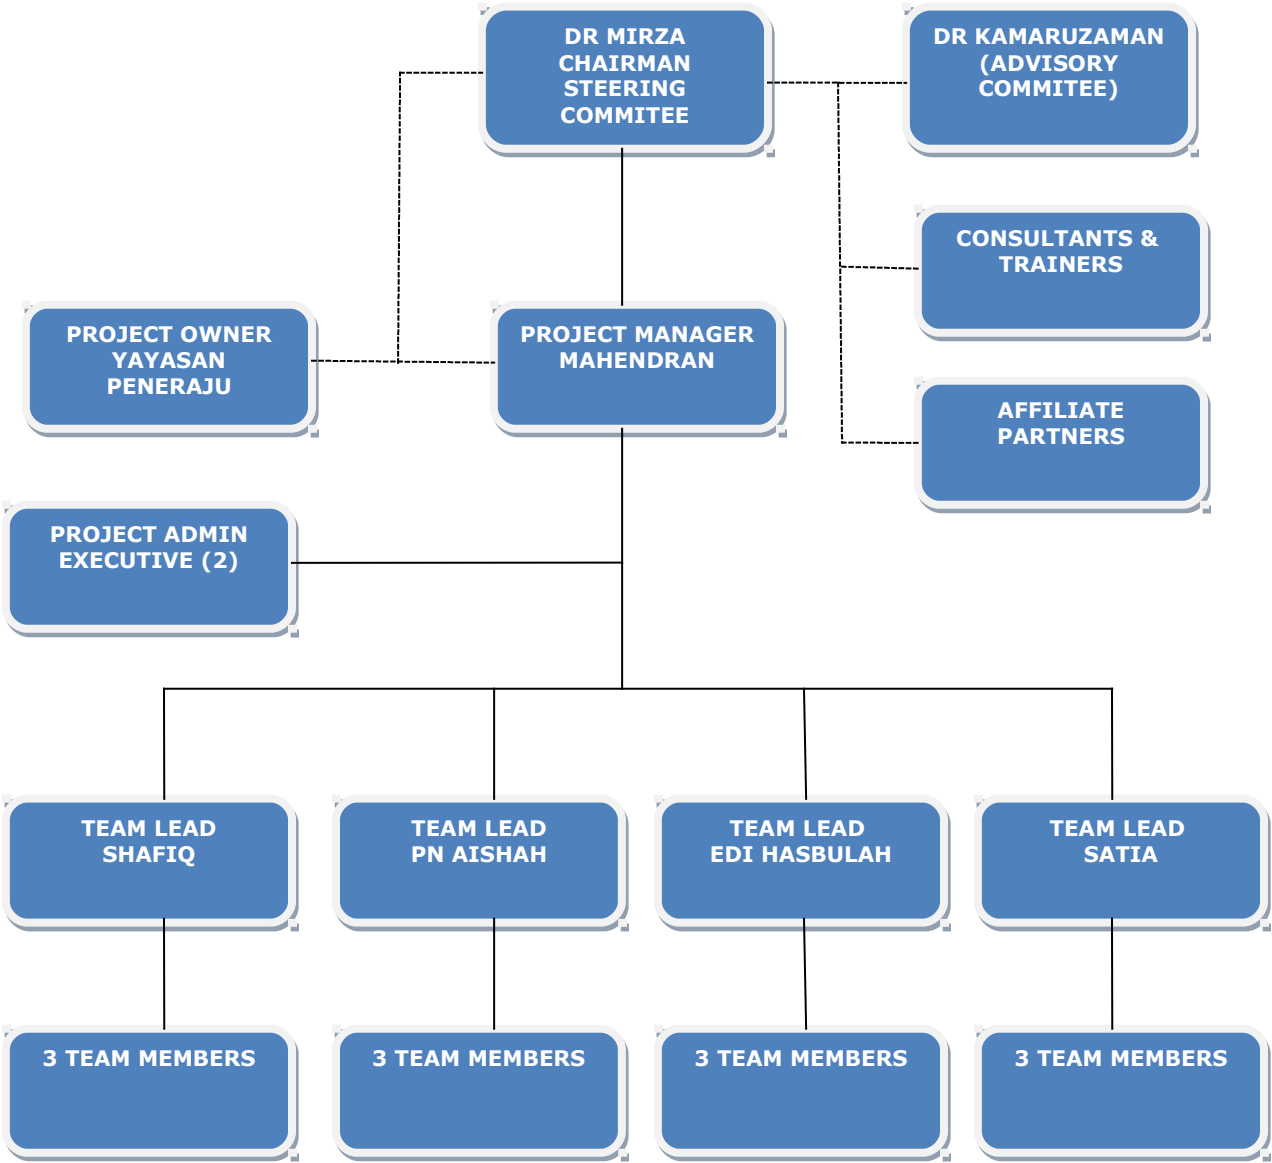 DR MIRZA
CHAIRMAN
STEERING
COMMITEE
DR KAMARUZAMAN
(ADVISORY
COMMITEE)
CONSULTANTS &
TRAINERS
PROJECT OWNER
YAYASAN
PENERAJU
PROJECT MANAGER
MAHENDRAN
AFFILIATE
PARTNERS
PROJECT ADMIN
EXECUTIVE (2)
TEAM LEAD
SHAFIQ
TEAM LEAD
PN AISHAH
TEAM LEAD
EDI HASBULAH
TEAM LEAD
SATIA
3 TEAM MEMBERS
3 TEAM MEMBERS
3 TEAM MEMBERS
3 TEAM MEMBERS